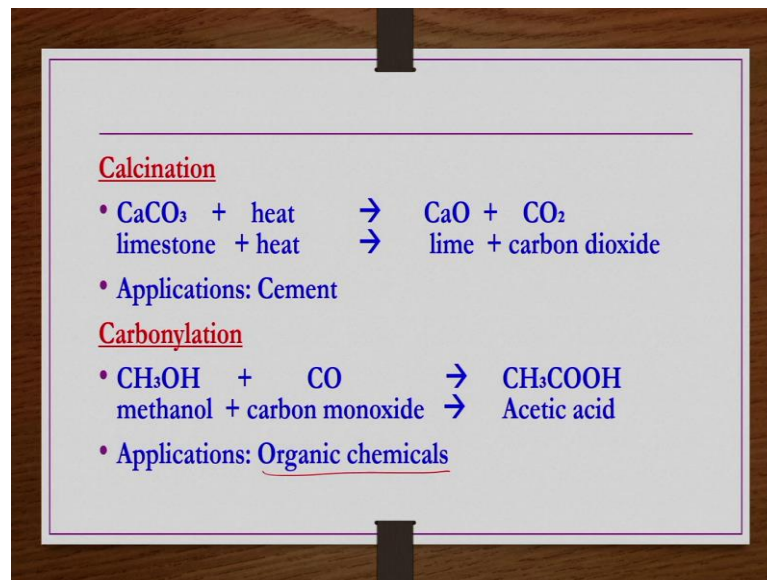 Calcination
• CaCO₃ + heat → CaO + CO₂
limestone + heat → lime + carbon dioxide
• Applications: Cement
Carbonylation
• CH₃OH + CO → CH₃COOH
methanol + carbon monoxide → Acetic acid
• Applications: Organic chemicals